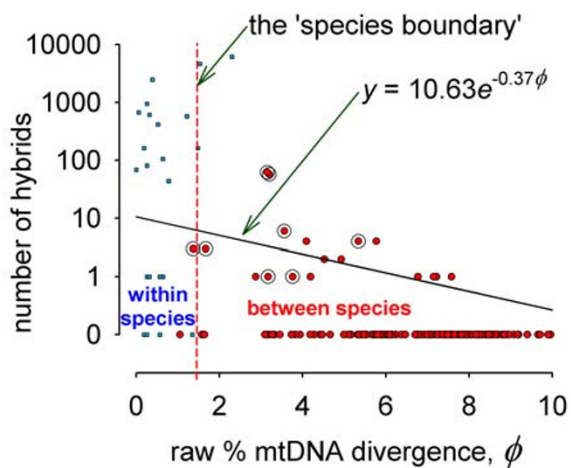 the 'species boundary'
y = 10.63e^-0.37ϕ
10000
1000
100
10
1
0
number of hybrids
within
species
between species
0 2 4 6 8 10
raw % mtDNA divergence, ϕ